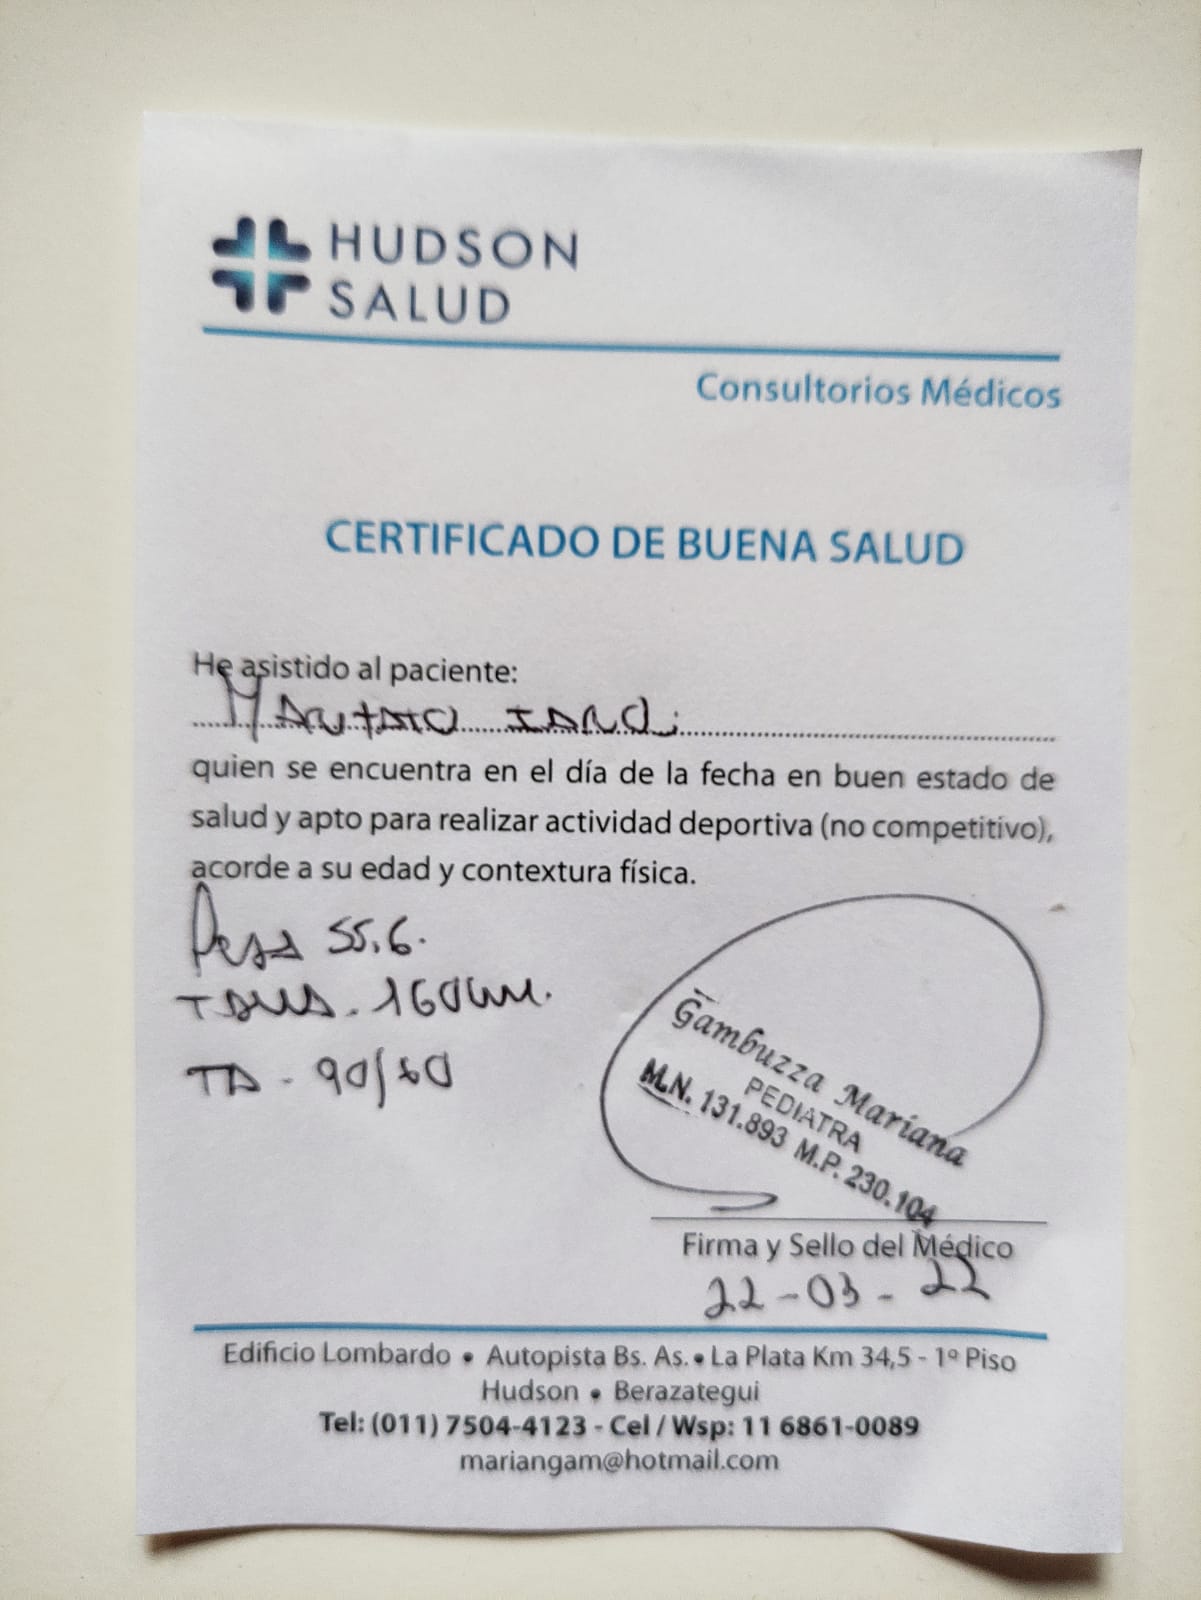 HUDSON
SALUD
Consultorios Médicos
CERTIFICADO DE BUENA SALUD
He asistido al paciente:
quien se encuentra en el día de la fecha en buen estado de
salud y apto para realizar actividad deportiva (no competitivo),
acorde a su edad y contextura física.
Peso 55,6.
Talla. 160cm.
TA - 90/60
Gambuzza Mariana
PEDIATRA
M.N. 131.893 M.P. 230.104
Firma y Sello del Médico
22-03-22
Edificio Lombardo • Autopista Bs. As. • La Plata Km 34,5 - 1º Piso
Hudson • Berazategui
Tel: (011) 7504-4123 - Cel / Wsp: 11 6861-0089
mariangam@hotmail.com